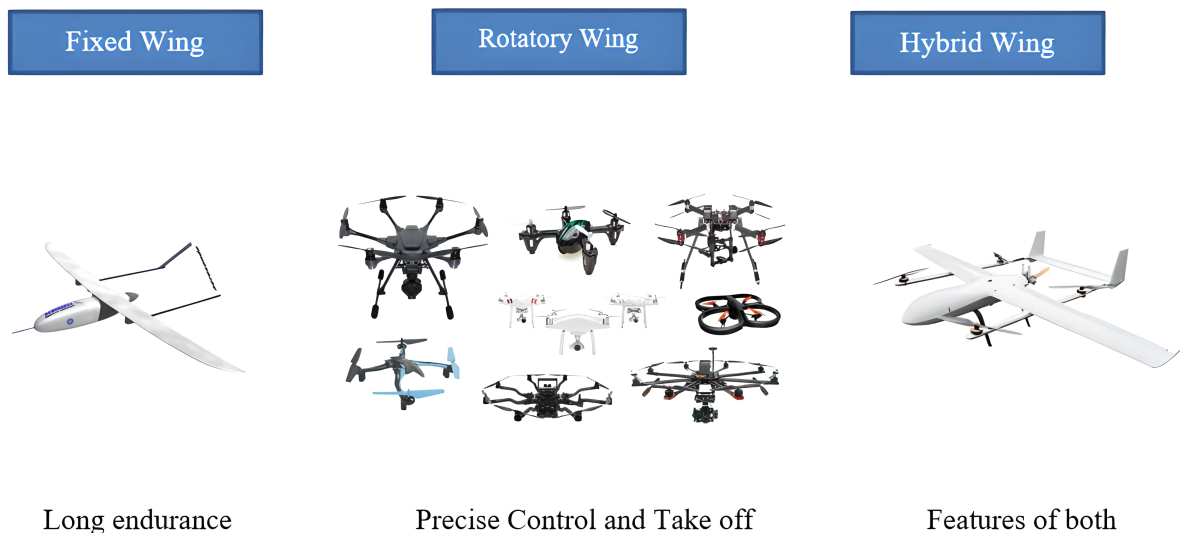 Fixed Wing
Rotatory Wing
Hybrid Wing
Long endurance
Precise Control and Take off
Features of both